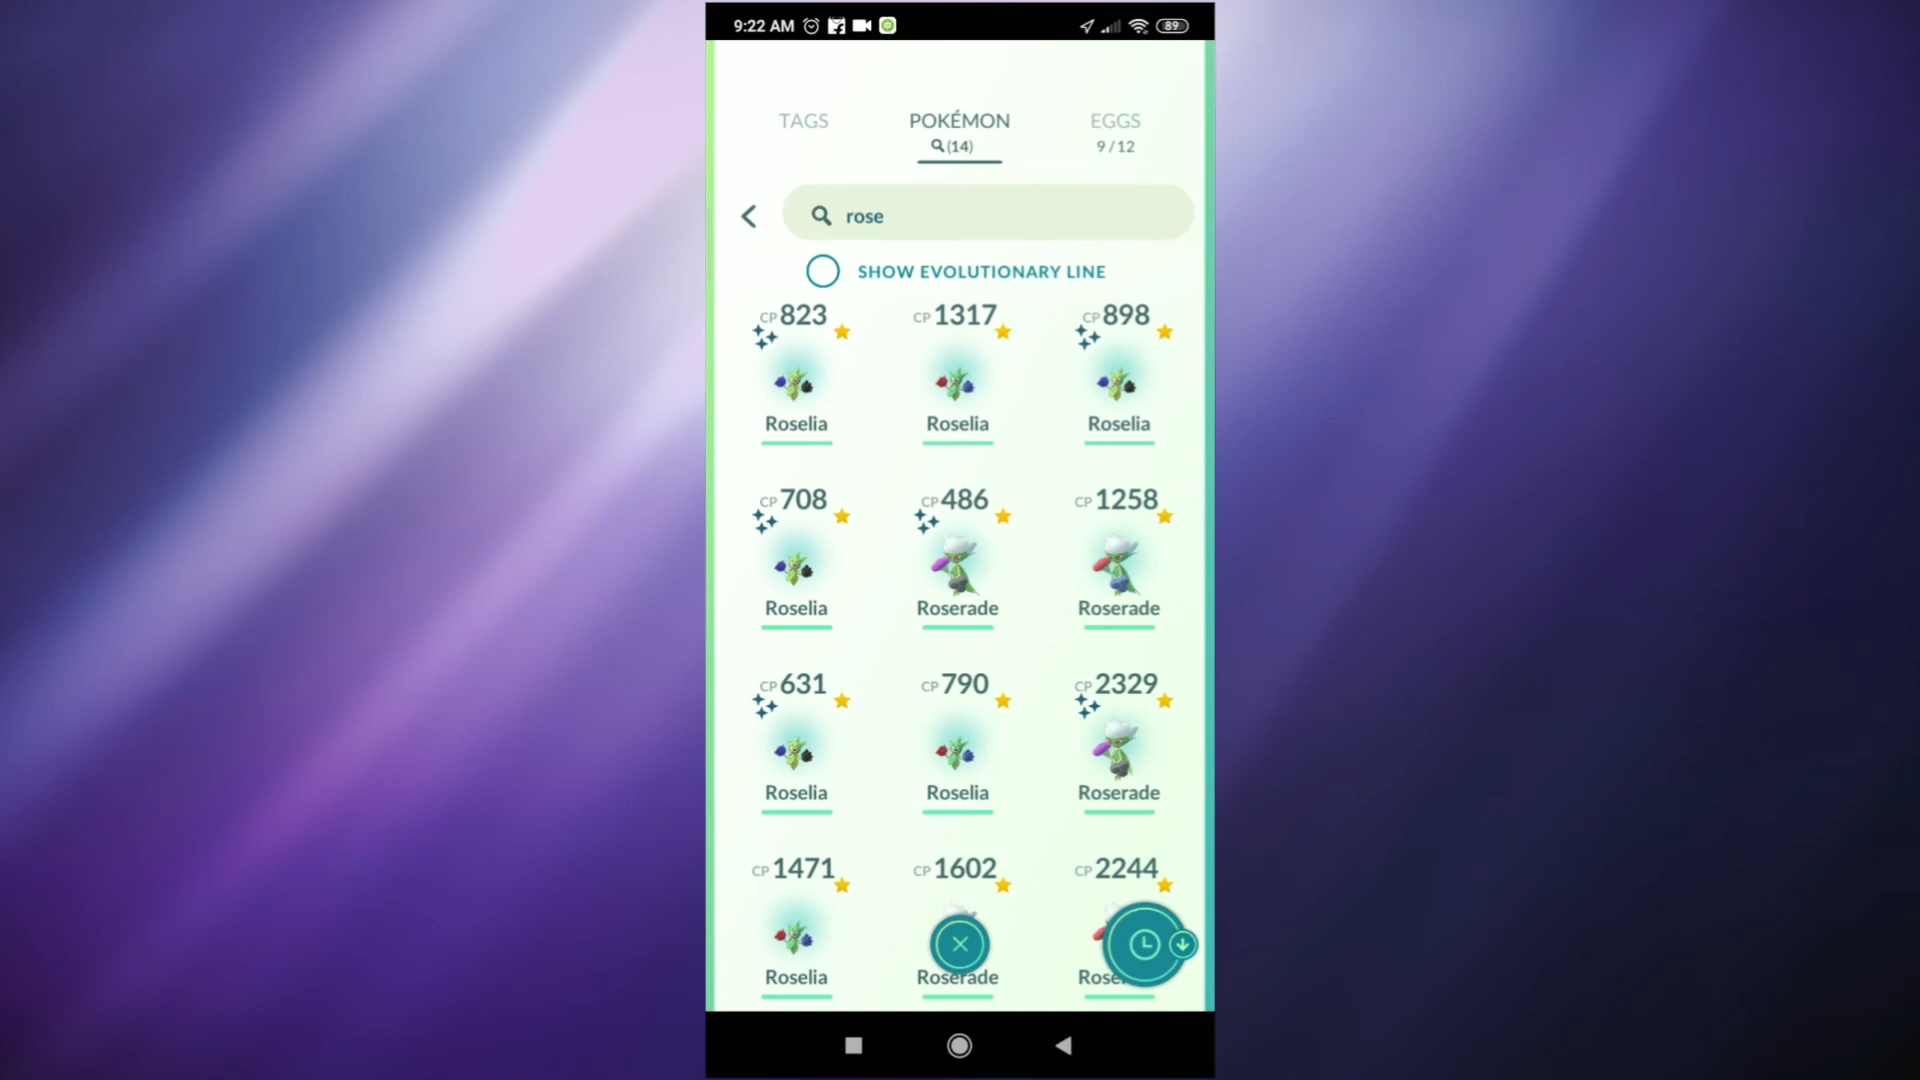 9:22 AM 89
TAGS POKÉMON EGGS
(14) 9 / 12
rose
SHOW EVOLUTIONARY LINE
CP 823 CP 1317 CP 898
Roselia Roselia Roselia
CP 708 CP 486 CP 1258
Roselia Roserade Roserade
CP 631 CP 790 CP 2329
Roselia Roselia Roserade
CP 1471 CP 1602 CP 2244
Roselia Roserade Rose